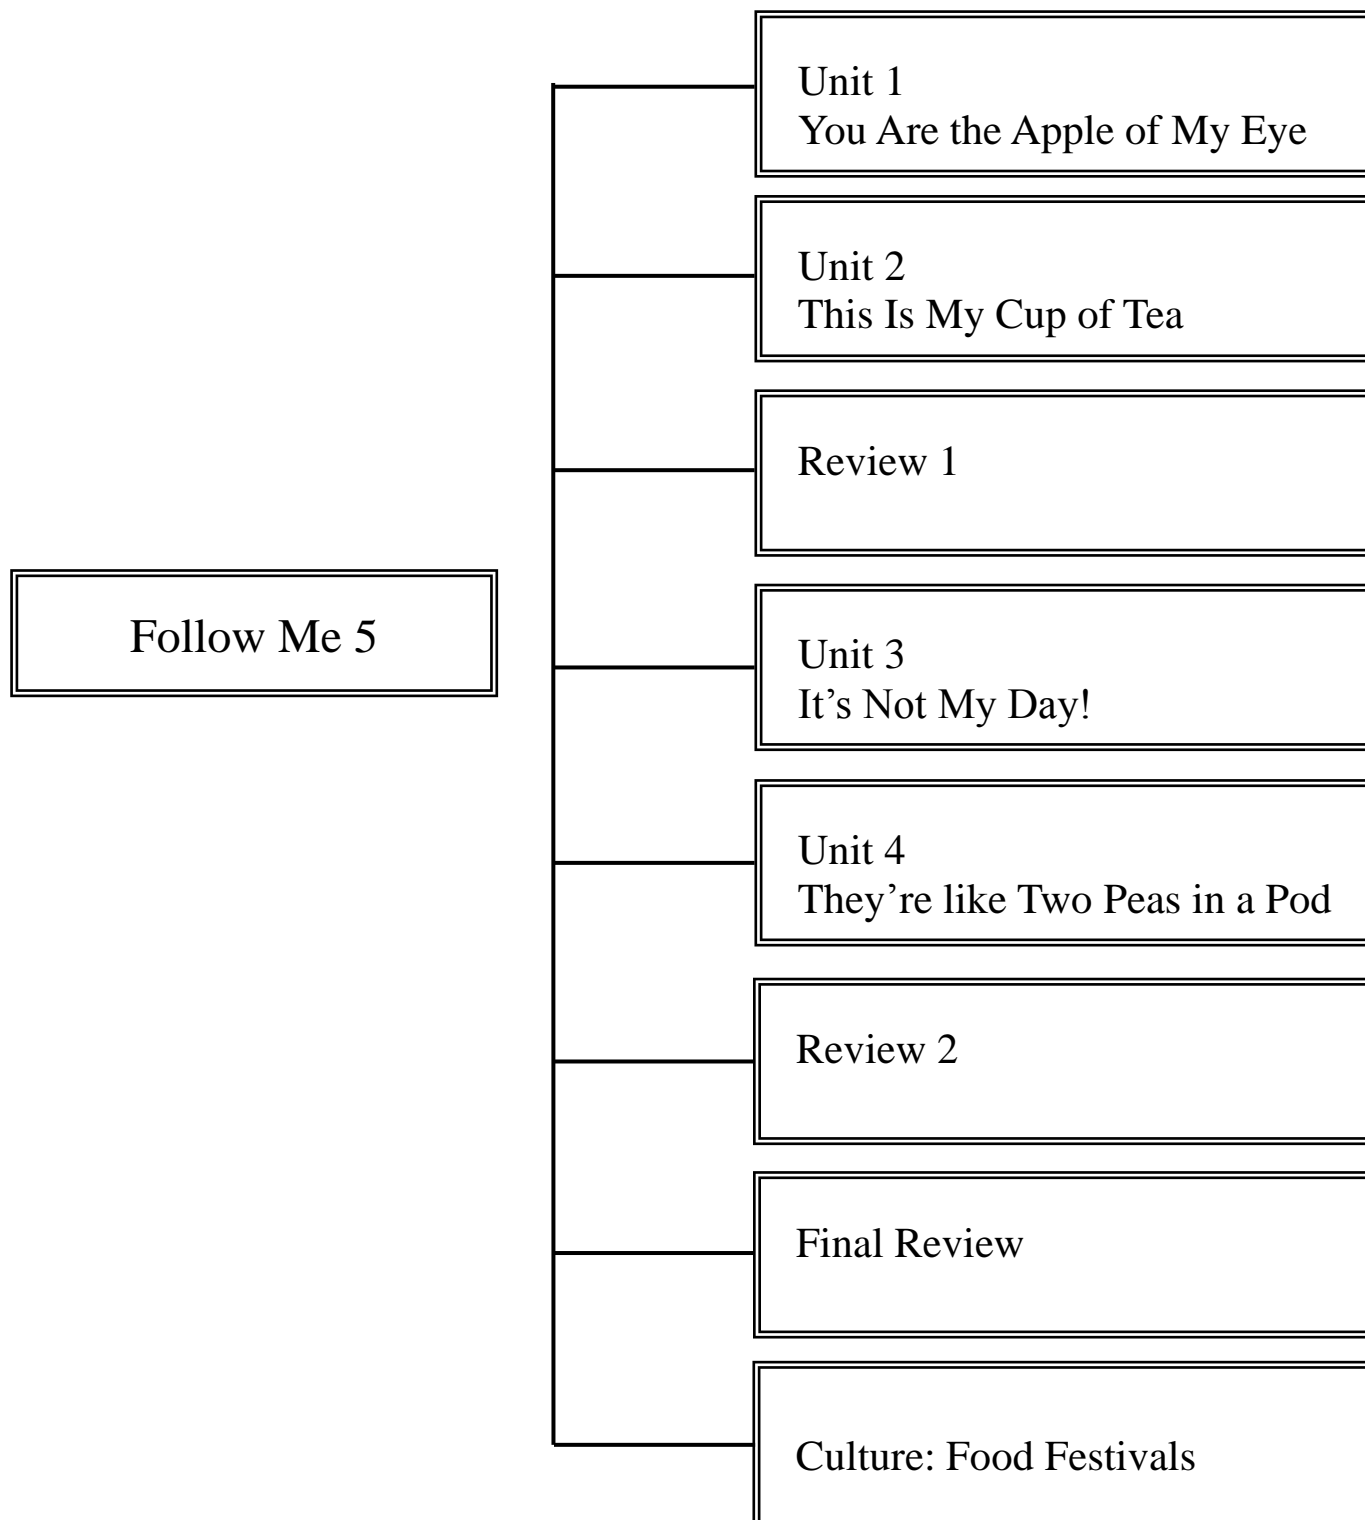 Follow Me 5
Unit 1
You Are the Apple of My Eye
Unit 2
This Is My Cup of Tea
Review 1
Unit 3
It’s Not My Day!
Unit 4
They’re like Two Peas in a Pod
Review 2
Final Review
Culture: Food Festivals